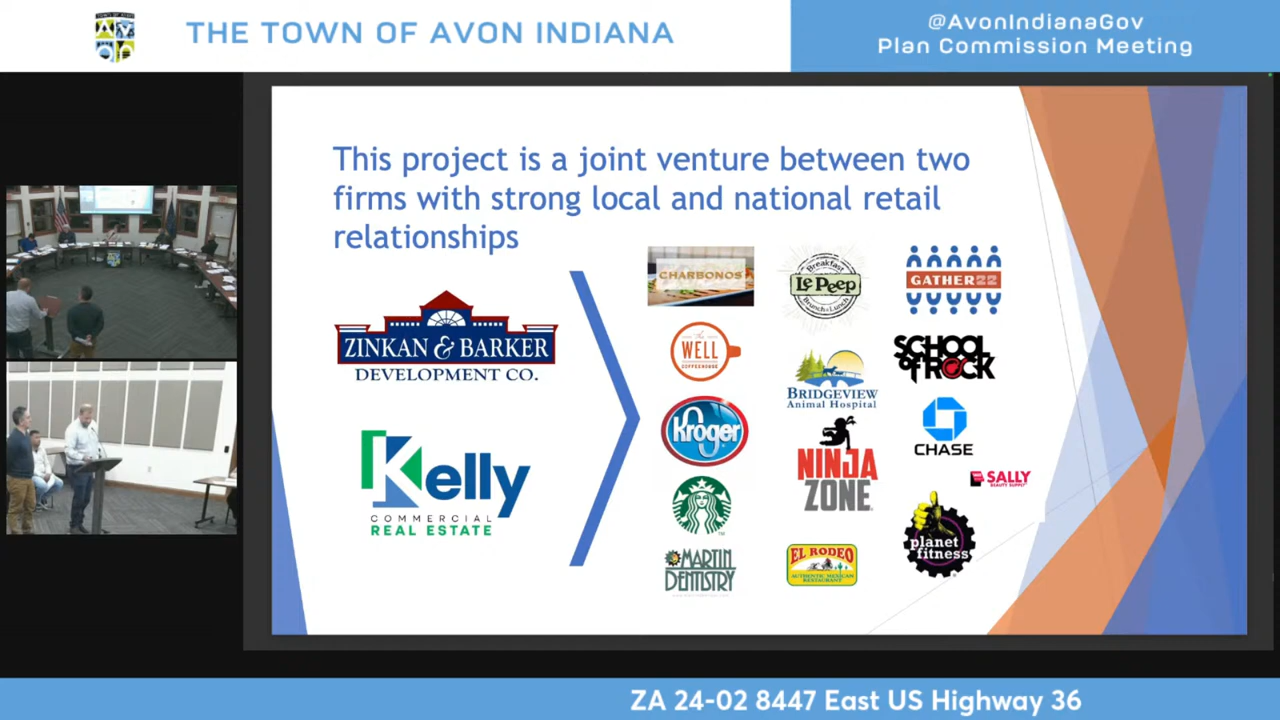 THE TOWN OF AVON INDIANA
@AvonIndianaGov
Plan Commission Meeting
This project is a joint venture between two
firms with strong local and national retail
relationships
ZINKAN & BARKER
DEVELOPMENT CO.
Kelly
COMMERCIAL
REAL ESTATE
CHARBONOS
Breakfast
Le Peep
Brunch & Lunch
GATHER 22
The
WELL
COFFEEHOUSE
BRIDGEVIEW
Animal Hospital
SCHOOL
OF ROCK
Kroger
NINJA
ZONE
CHASE
SALLY
BEAUTY SUPPLY
MARTIN
DENTISTRY
EL RODEO
AUTHENTIC MEXICAN
RESTAURANT
planet
fitness
ZA 24-02 8447 East US Highway 36